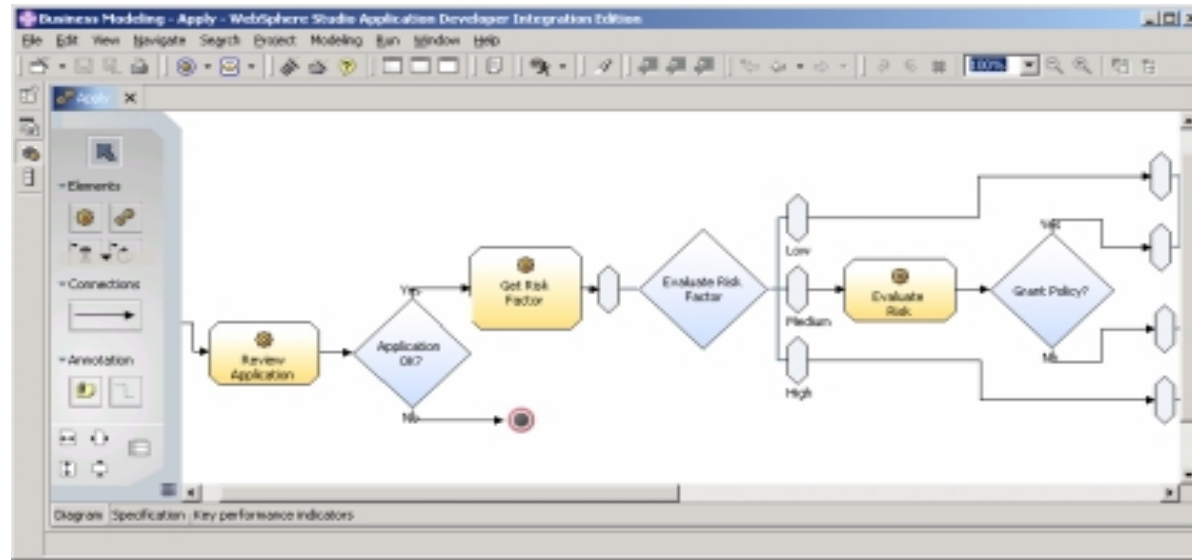 Business Modeling - Apply - WebSphere Studio Application Developer Integration Edition
File Edit View Navigate Search Project Modeling Run Window Help
100%
Apply
Elements
Connections
Annotation
Review Application
Application OK?
Yes
No
Get Risk Factor
Evaluate Risk Factor
Low
Medium
High
Evaluate Risk
Grant Policy?
Yes
No
Diagram Specification Key performance indicators